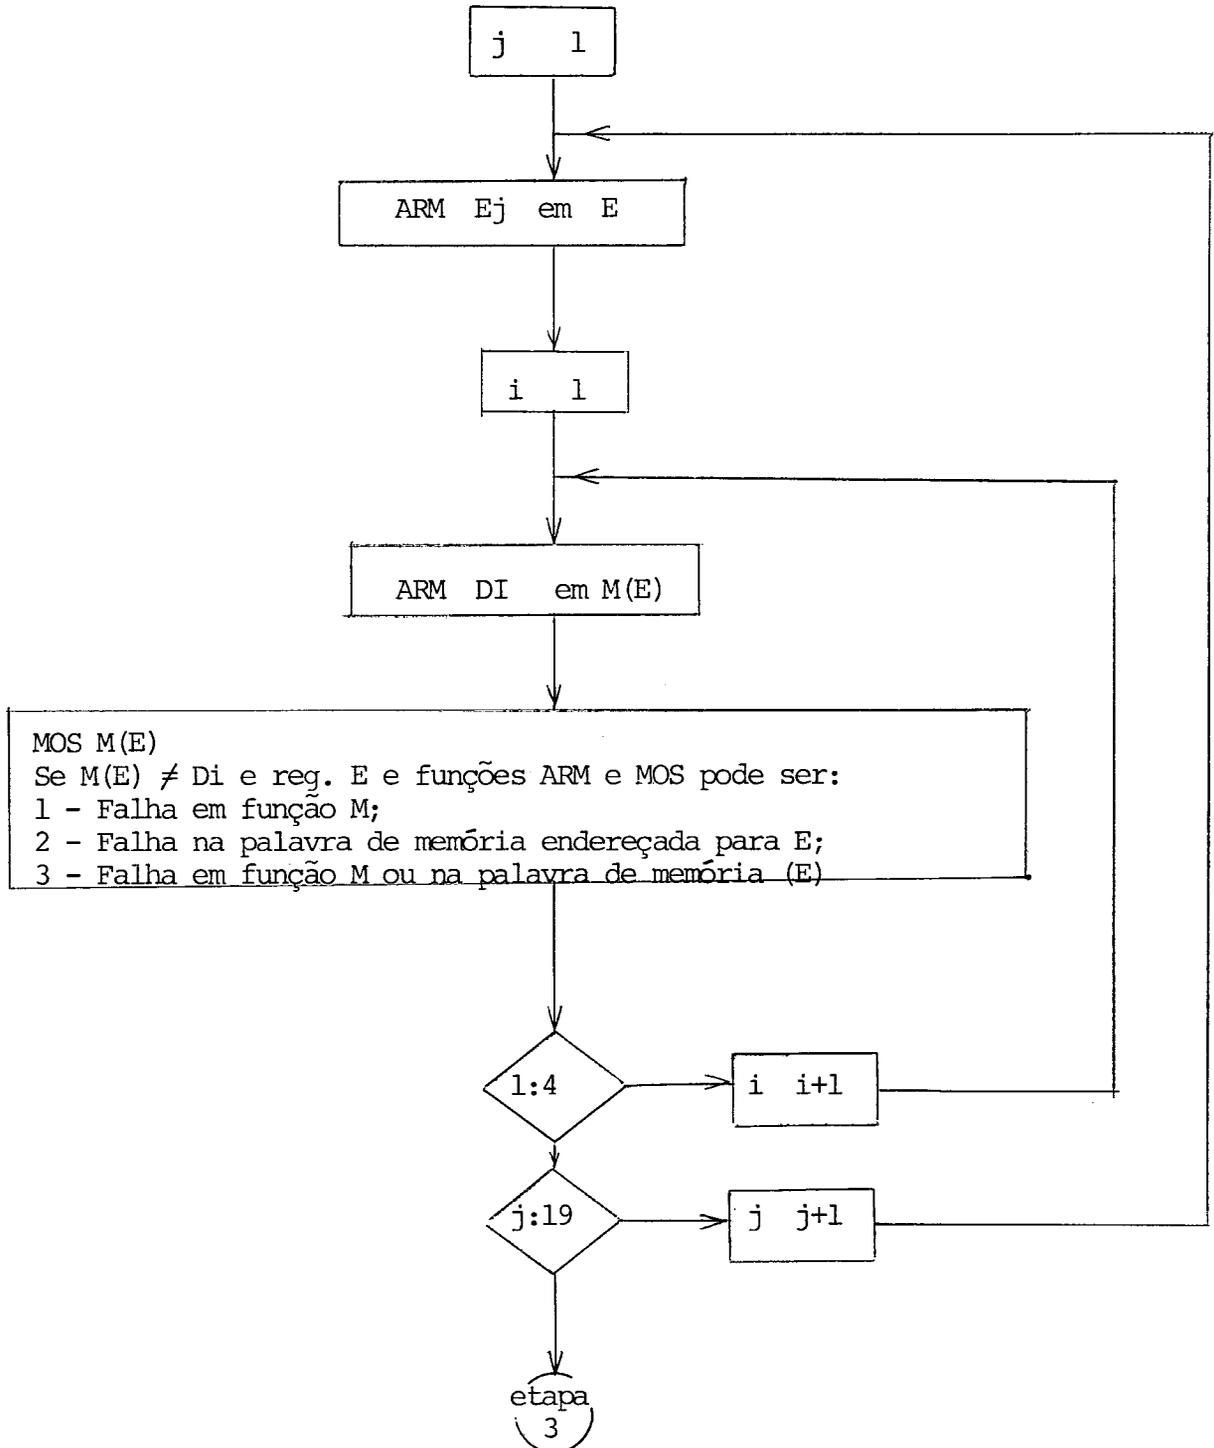 j 1
ARM Ej em E
i 1
ARM DI em M(E)
MOS M(E)
Se M(E) ≠ Di e reg. E e funções ARM e MOS pode ser:
1 - Falha em função M;
2 - Falha na palavra de memória endereçada para E;
3 - Falha em função M ou na palavra de memória (E)
1:4
i i+1
j:19
j j+1
etapa
3